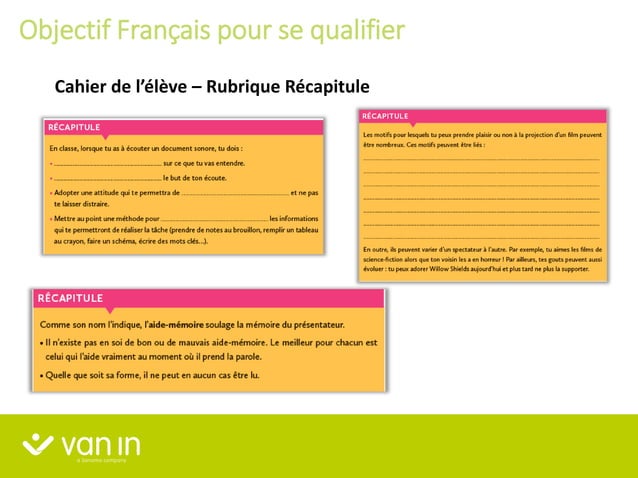 Objectif Français pour se qualifier
Cahier de l’élève – Rubrique Récapitule
RÉCAPITULE
En classe, lorsque tu as à écouter un document sonore, tu dois :
• ........................................................ sur ce que tu vas entendre.
• ........................................................ le but de ton écoute.
• Adopter une attitude qui te permettra de ........................................................ et ne pas
te laisser distraire.
• Mettre au point une méthode pour ........................................................ les informations
qui te permettront de réaliser la tâche (prendre de notes au brouillon, remplir un tableau
au crayon, faire un schéma, écrire des mots clés...).
RÉCAPITULE
Les motifs pour lesquels tu peux prendre plaisir ou non à la projection d’un film peuvent
être nombreux. Ces motifs peuvent être liés :
En outre, ils peuvent varier d’un spectateur à l’autre. Par exemple, tu aimes les films de
science-fiction alors que ton voisin les a en horreur ! Par ailleurs, tes gouts peuvent aussi
évoluer : tu peux adorer Willow Shields aujourd’hui et plus tard ne plus la supporter.
RÉCAPITULE
Comme son nom l’indique, l’aide-mémoire soulage la mémoire du présentateur.
• Il n’existe pas en soi de bon ou de mauvais aide-mémoire. Le meilleur pour chacun est
celui qui l’aide vraiment au moment où il prend la parole.
• Quelle que soit sa forme, il ne peut en aucun cas être lu.
van in
a sanoma company